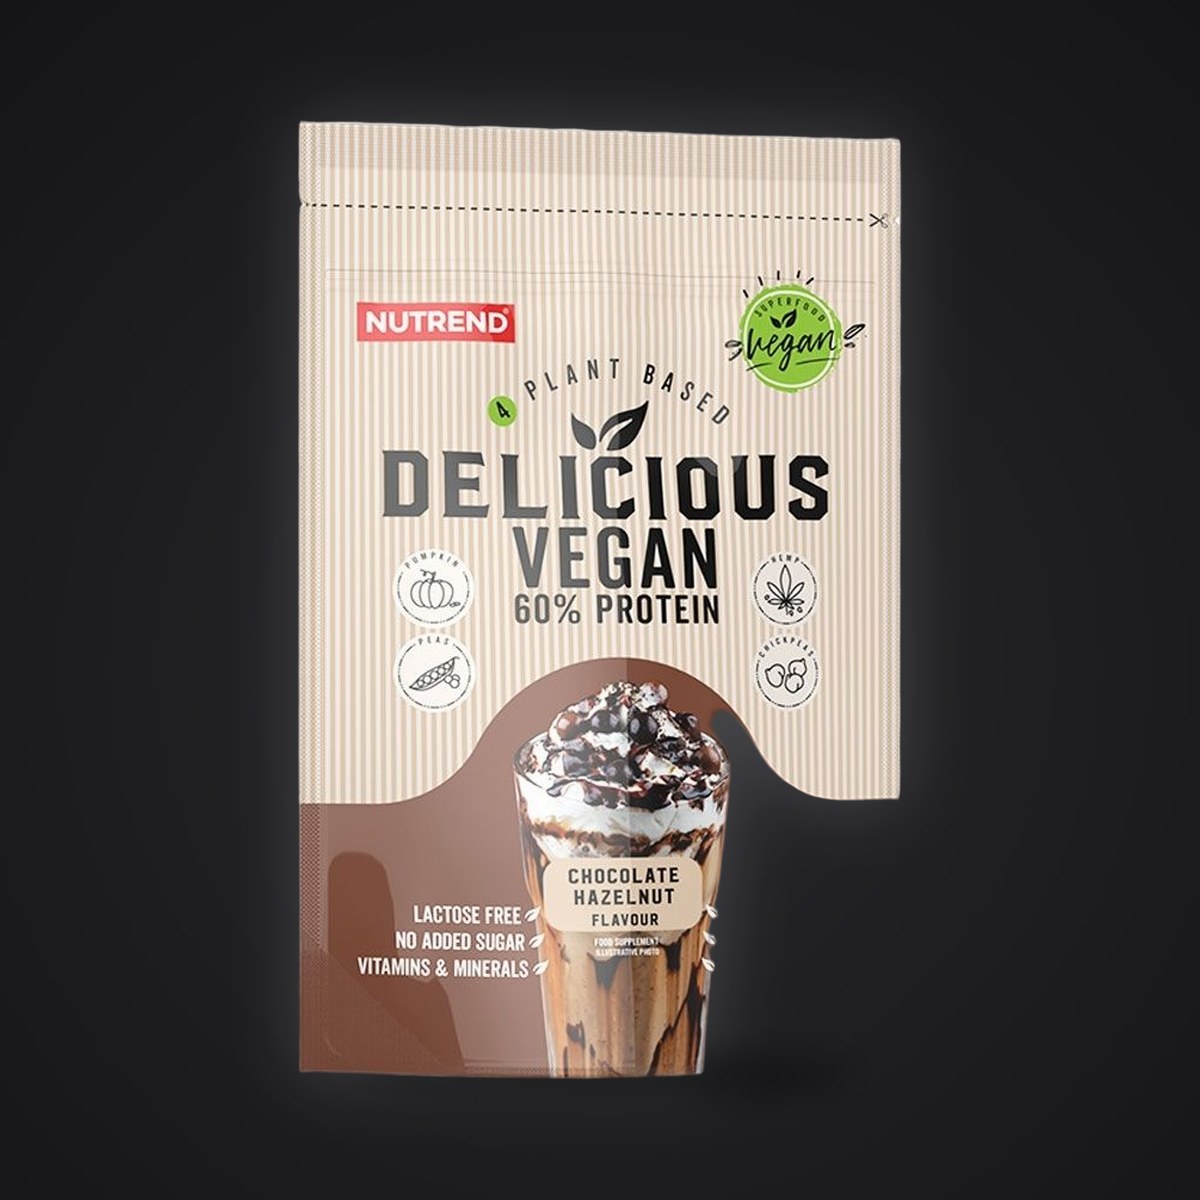 NUTREND®
SUPERFOOD
vegan
4 PLANT BASED
DELICIOUS
VEGAN
60% PROTEIN
PUMPKIN
HEMP
PEAS
CHICKPEAS
CHOCOLATE
HAZELNUT
FLAVOUR
LACTOSE FREE
NO ADDED SUGAR
VITAMINS & MINERALS
FOOD SUPPLEMENT
ILLUSTRATIVE PHOTO